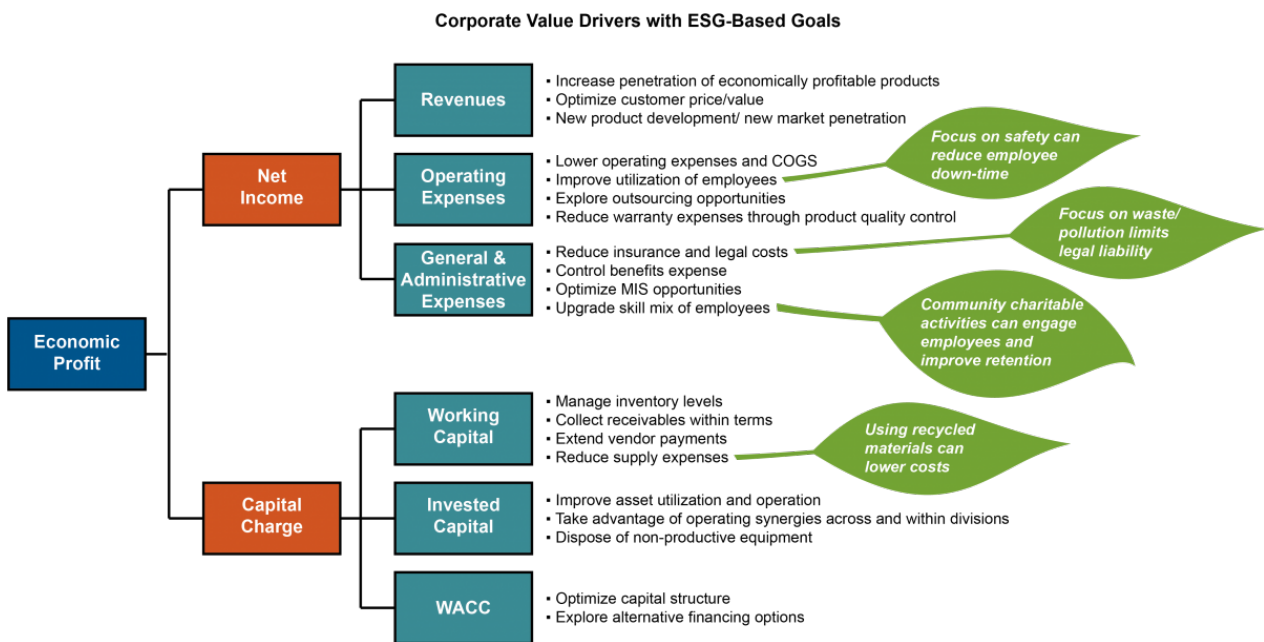 Corporate Value Drivers with ESG-Based Goals
Revenues
▪ Increase penetration of economically profitable products
▪ Optimize customer price/value
▪ New product development/ new market penetration
Focus on safety can
reduce employee
down-time
Net
Income
Operating
Expenses
▪ Lower operating expenses and COGS
▪ Improve utilization of employees
▪ Explore outsourcing opportunities
▪ Reduce warranty expenses through product quality control
Focus on waste/
pollution limits
legal liability
General &
Administrative
Expenses
▪ Reduce insurance and legal costs
▪ Control benefits expense
▪ Optimize MIS opportunities
▪ Upgrade skill mix of employees
Community charitable
activities can engage
employees and
improve retention
Economic
Profit
Working
Capital
▪ Manage inventory levels
▪ Collect receivables within terms
▪ Extend vendor payments
▪ Reduce supply expenses
Using recycled
materials can
lower costs
Capital
Charge
Invested
Capital
▪ Improve asset utilization and operation
▪ Take advantage of operating synergies across and within divisions
▪ Dispose of non-productive equipment
WACC
▪ Optimize capital structure
▪ Explore alternative financing options